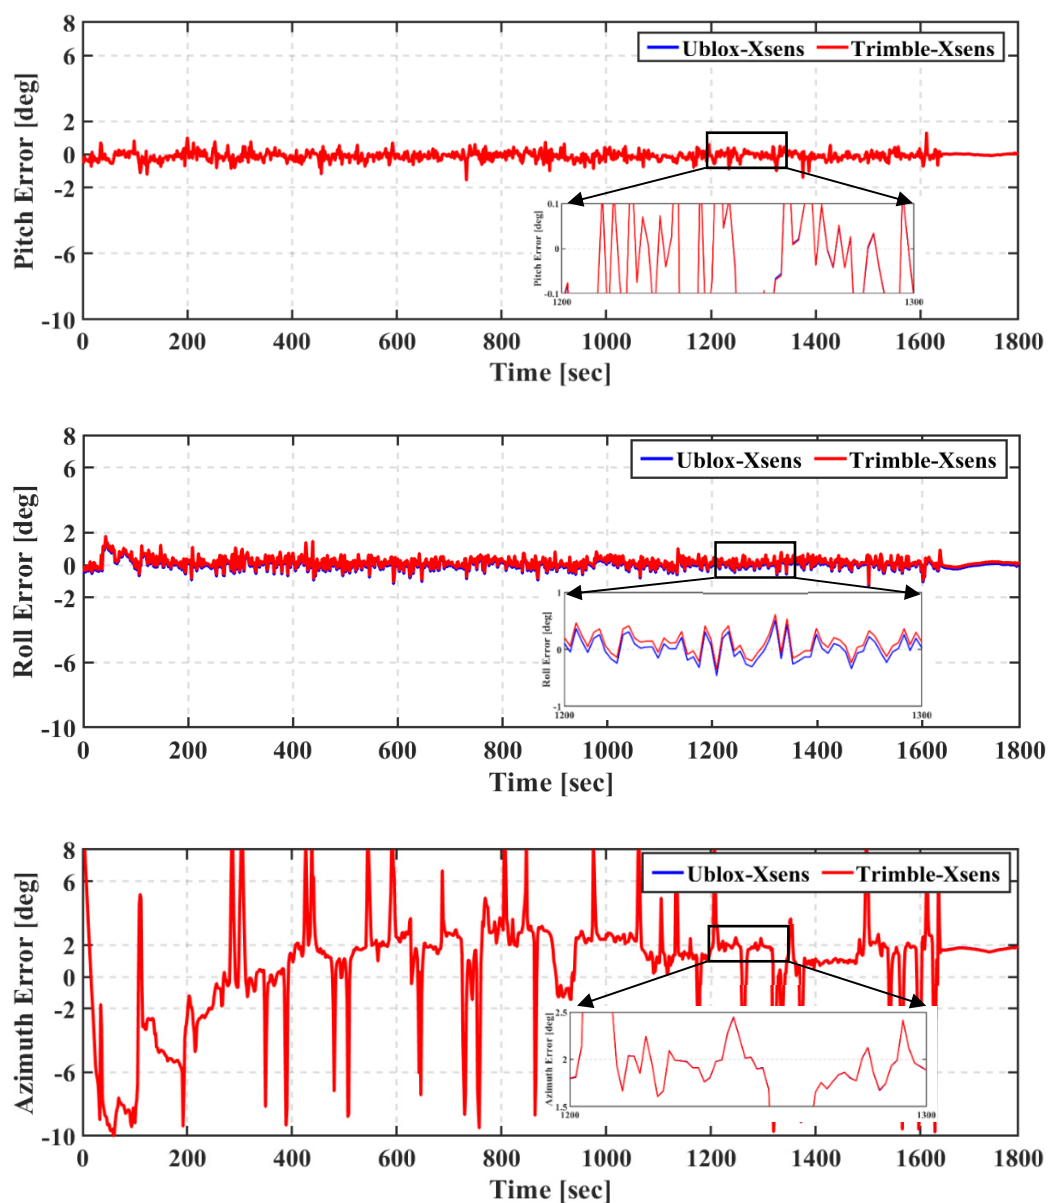 8
6
2
0
-2
-6
-10
Pitch Error [deg]
Ublox-Xsens Trimble-Xsens
0.1
0
-0.1
Pitch Error [deg]
1200 1300
0 200 400 600 800 1000 1200 1400 1600 1800
Time [sec]
8
6
2
0
-2
-6
-10
Roll Error [deg]
Ublox-Xsens Trimble-Xsens
1
0
-1
Roll Error [deg]
1200 1300
0 200 400 600 800 1000 1200 1400 1600 1800
Time [sec]
8
6
2
0
-2
-6
-10
Azimuth Error [deg]
Ublox-Xsens Trimble-Xsens
2.5
2
1.5
Azimuth Error [deg]
1200 1300
0 200 400 600 800 1000 1200 1400 1600 1800
Time [sec]